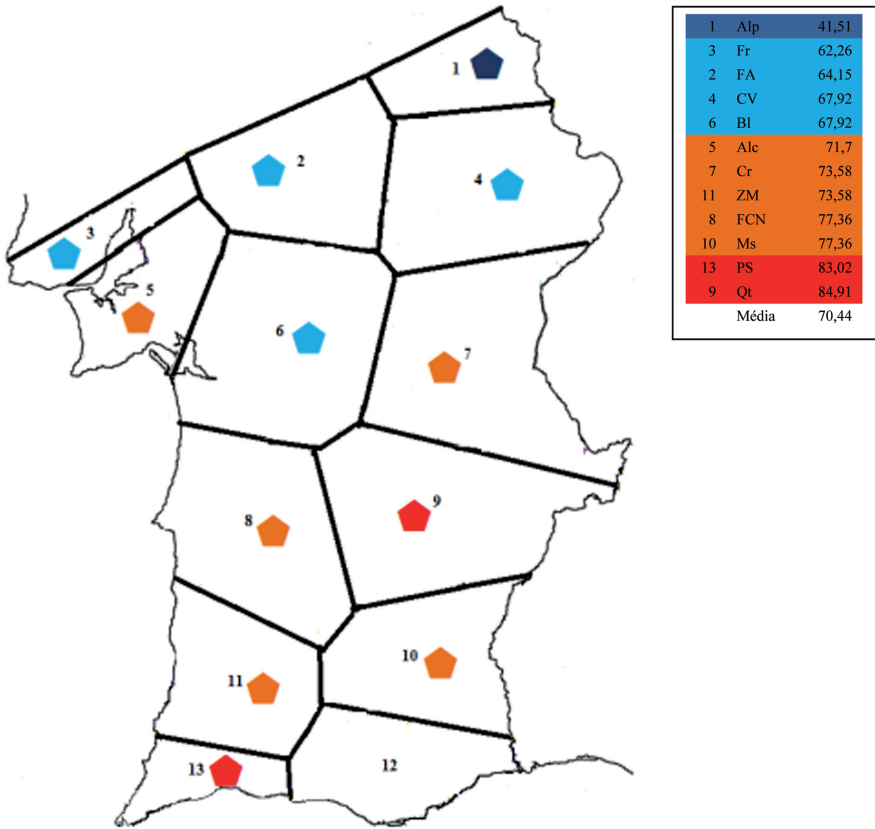 1 Alp 41,51
3 Fr 62,26
2 FA 64,15
4 CV 67,92
6 Bl 67,92
5 Alc 71,7
7 Cr 73,58
11 ZM 73,58
8 FCN 77,36
10 Ms 77,36
13 PS 83,02
9 Qt 84,91
Média 70,44
1
2
4
3
5
6
7
9
8
10
11
12
13